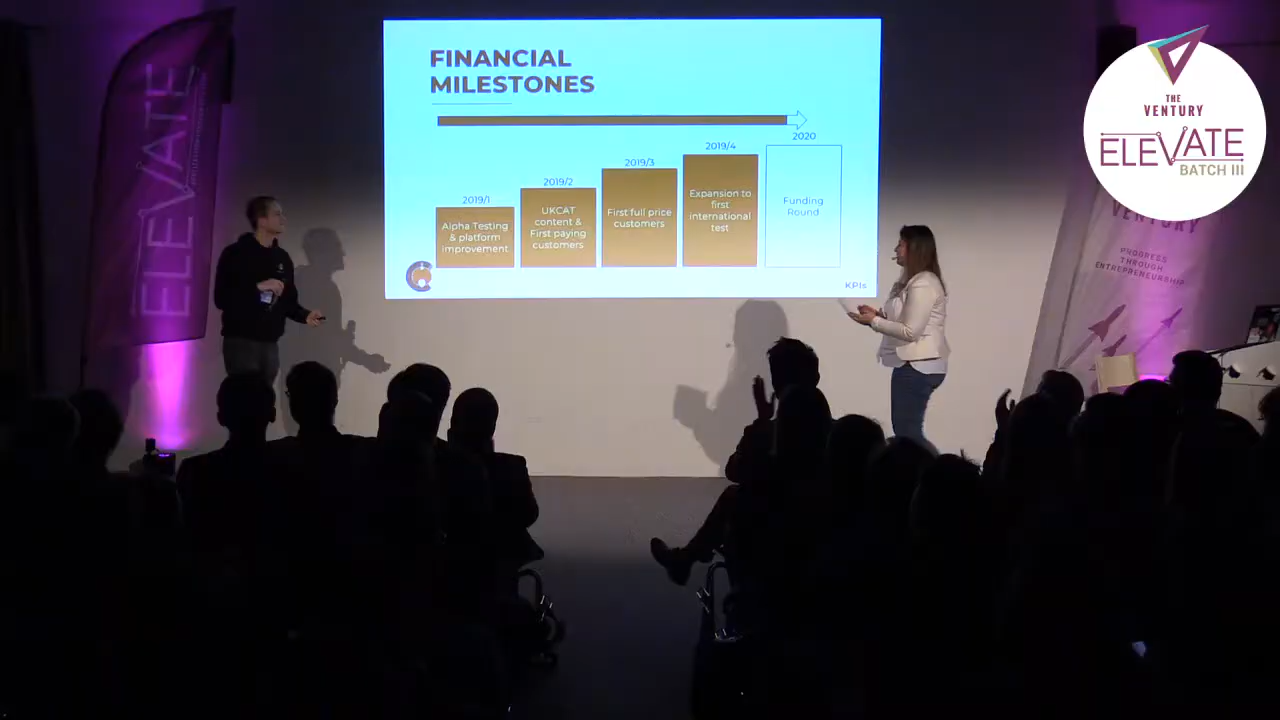 FINANCIAL
MILESTONES
2019/1
Alpha Testing
& platform
improvement
2019/2
UKCAT
content &
First paying
customers
2019/3
First full price
customers
2019/4
Expansion to
first
international
test
2020
Funding
Round
KPIs
ELEVATE
THE
VENTURY
ELEVATE
BATCH III
VENTURY
PROGRESS
THROUGH
ENTREPRENEURSHIP